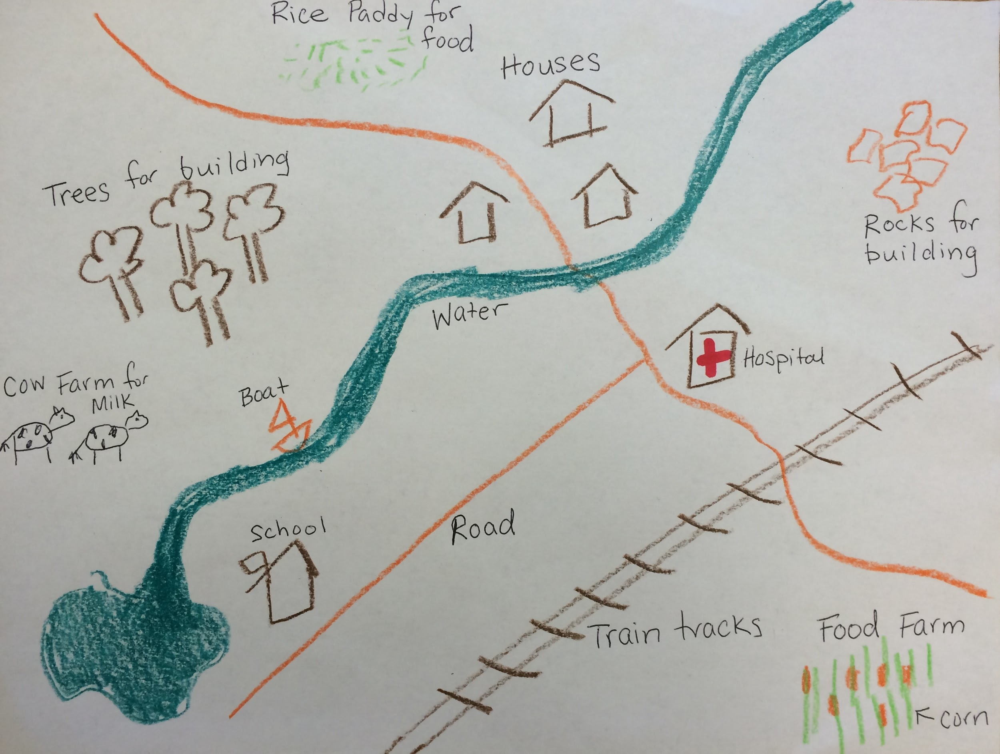 Rice Paddy for
food
Houses
Trees for building
Rocks for
building
Water
Hospital
Cow Farm for
Milk
Boat
School
Road
Train tracks
Food Farm
corn